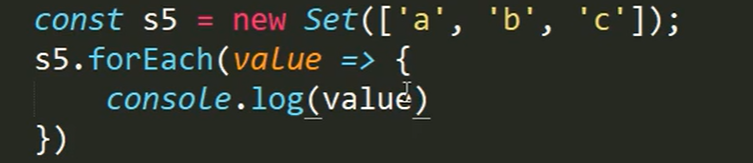 const s5 = new Set(['a', 'b', 'c']);
s5.forEach(value => {
    console.log(value)
})